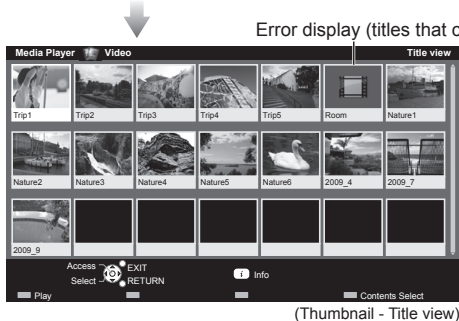 Error display (titles that c
Media Player Video Title view
Trip1 Trip2 Trip3 Trip4 Trip5 Room Nature1
Nature2 Nature3 Nature4 Nature5 Nature6 2009_4 2009_7
2009_9
Access EXIT
Select RETURN
i Info
Play Contents Select
(Thumbnail - Title view)